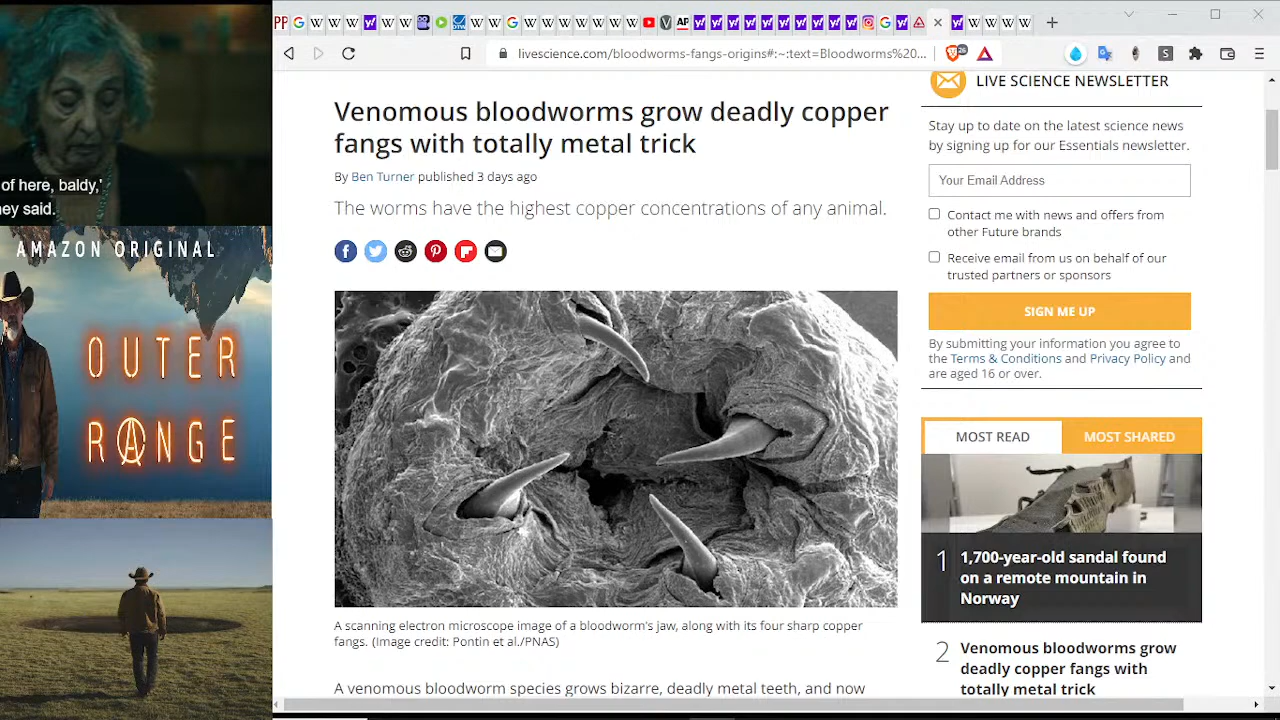 of here, baldy,'
ey said.
AMAZON ORIGINAL
OUTER
RANGE
livescience.com/bloodworms-fangs-origins#:~:text=Bloodworms%20...
26
Venomous bloodworms grow deadly copper
fangs with totally metal trick
By Ben Turner published 3 days ago
The worms have the highest copper concentrations of any animal.
A scanning electron microscope image of a bloodworm's jaw, along with its four sharp copper
fangs. (Image credit: Pontin et al./PNAS)
A venomous bloodworm species grows bizarre, deadly metal teeth, and now
LIVE SCIENCE NEWSLETTER
Stay up to date on the latest science news
by signing up for our Essentials newsletter.
Your Email Address
Contact me with news and offers from
other Future brands
Receive email from us on behalf of our
trusted partners or sponsors
SIGN ME UP
By submitting your information you agree to
the Terms & Conditions and Privacy Policy and
are aged 16 or over.
MOST READ
MOST SHARED
1
1,700-year-old sandal found
on a remote mountain in
Norway
2
Venomous bloodworms grow
deadly copper fangs with
totally metal trick